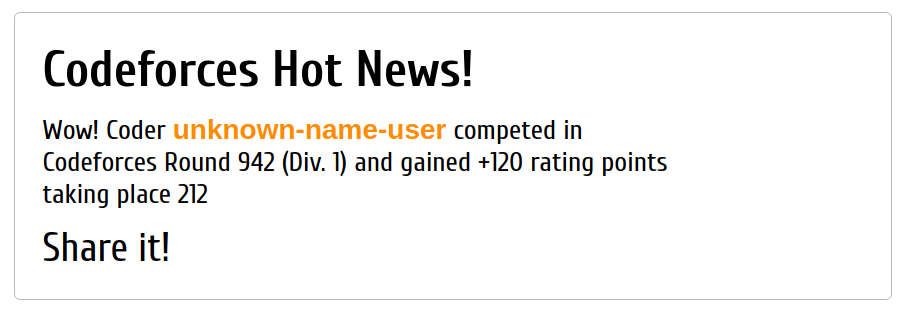 Codeforces Hot News!
Wow! Coder unknown-name-user competed in
Codeforces Round 942 (Div. 1) and gained +120 rating points
taking place 212
Share it!